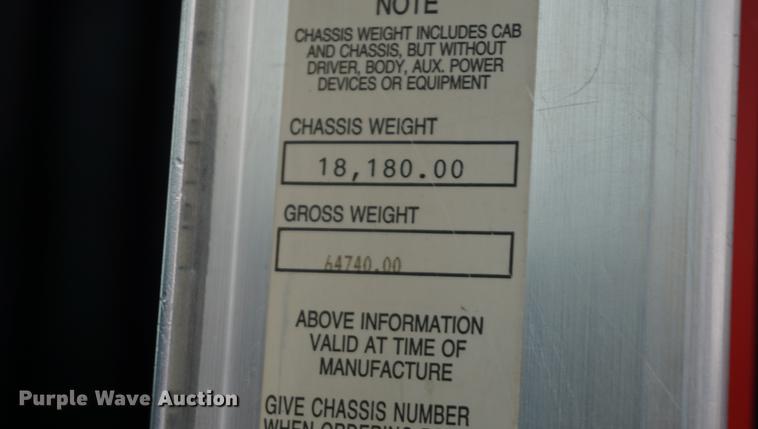 NOTE
CHASSIS WEIGHT INCLUDES CAB
AND CHASSIS, BUT WITHOUT
DRIVER, BODY, AUX. POWER
DEVICES OR EQUIPMENT
CHASSIS WEIGHT
18,180.00
GROSS WEIGHT
64740.00
ABOVE INFORMATION
VALID AT TIME OF
MANUFACTURE
GIVE CHASSIS NUMBER
WHEN ORDERING
Purple Wave Auction